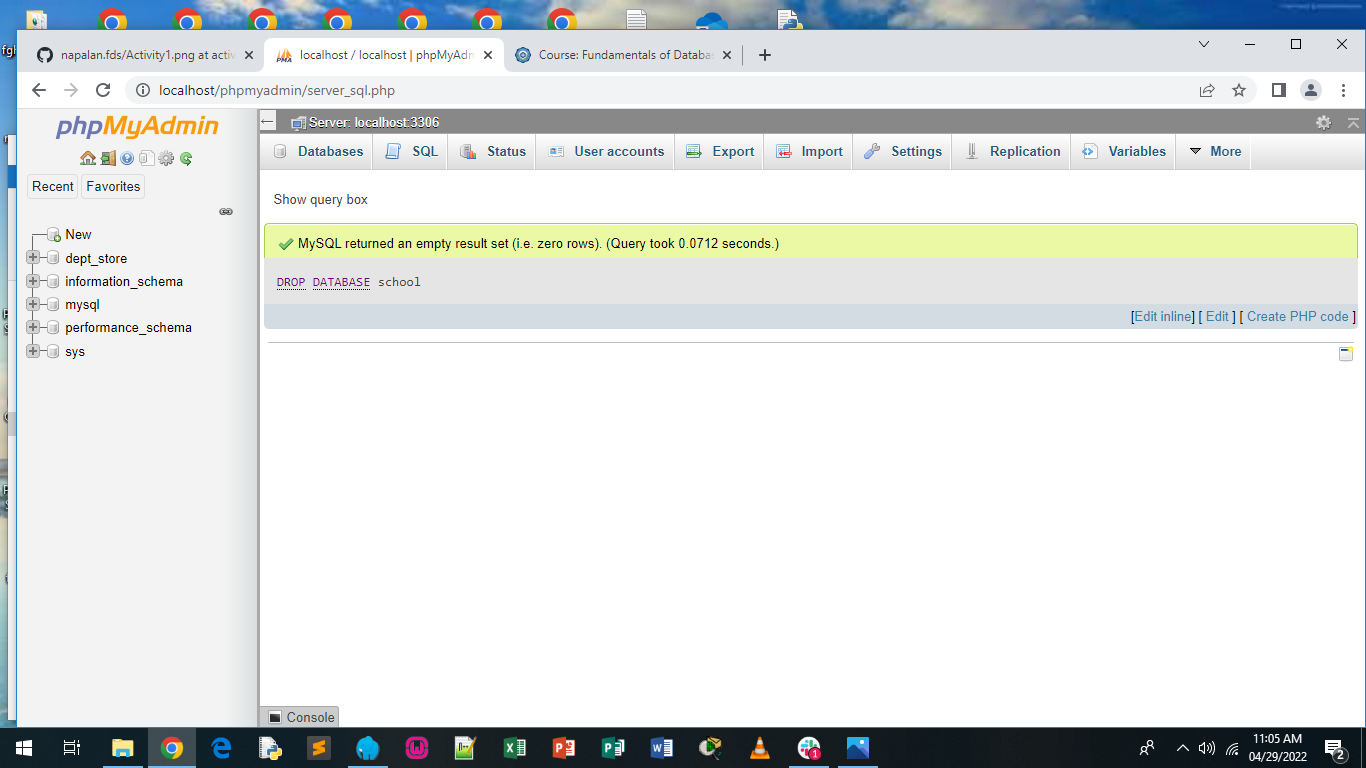 napalan.fds/Activity1.png at activ
localhost / localhost | phpMyAdm
Course: Fundamentals of Databa
localhost/phpmyadmin/server_sql.php
phpMyAdmin
Server: localhost:3306
Databases SQL Status User accounts Export Import Settings Replication Variables More
Recent Favorites
Show query box
New
dept_store
information_schema
mysql
performance_schema
sys
MySQL returned an empty result set (i.e. zero rows). (Query took 0.0712 seconds.)
DROP DATABASE school
[Edit inline] [ Edit ] [ Create PHP code ]
Console
11:05 AM
04/29/2022
2
1